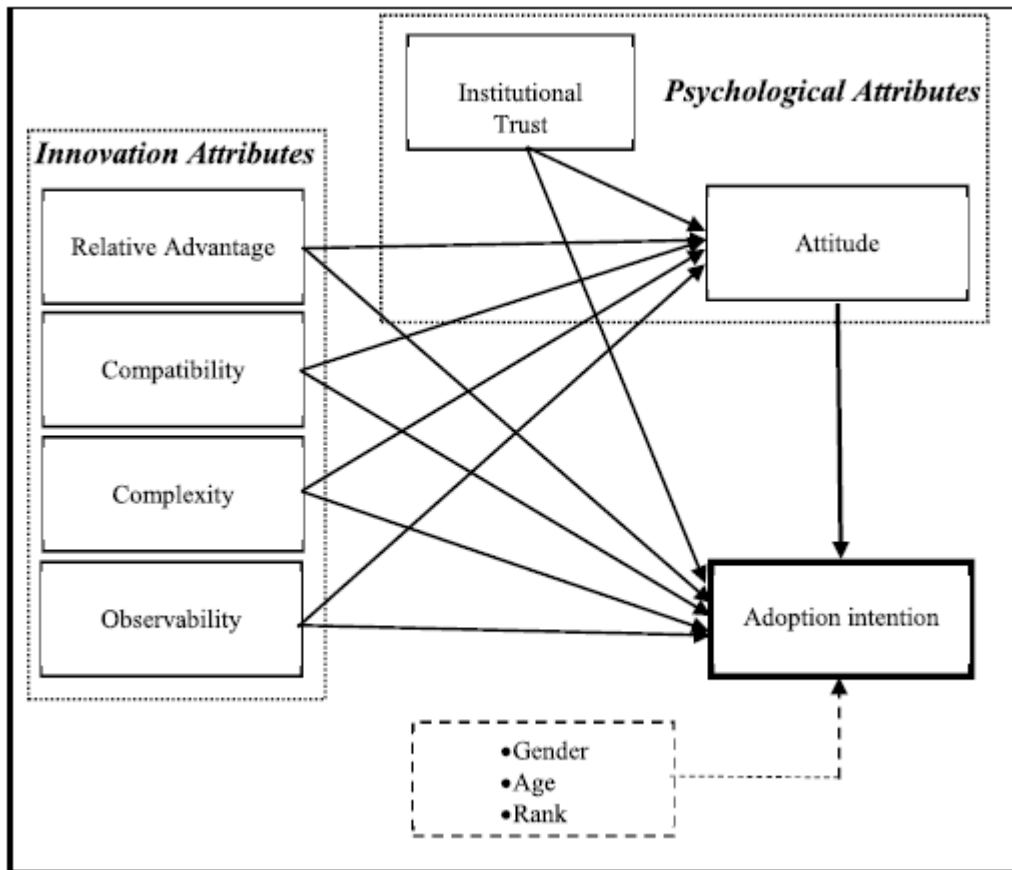 Institutional
Trust
Psychological Attributes
Innovation Attributes
Relative Advantage
Attitude
Compatibility
Complexity
Observability
Adoption intention
•Gender
•Age
•Rank